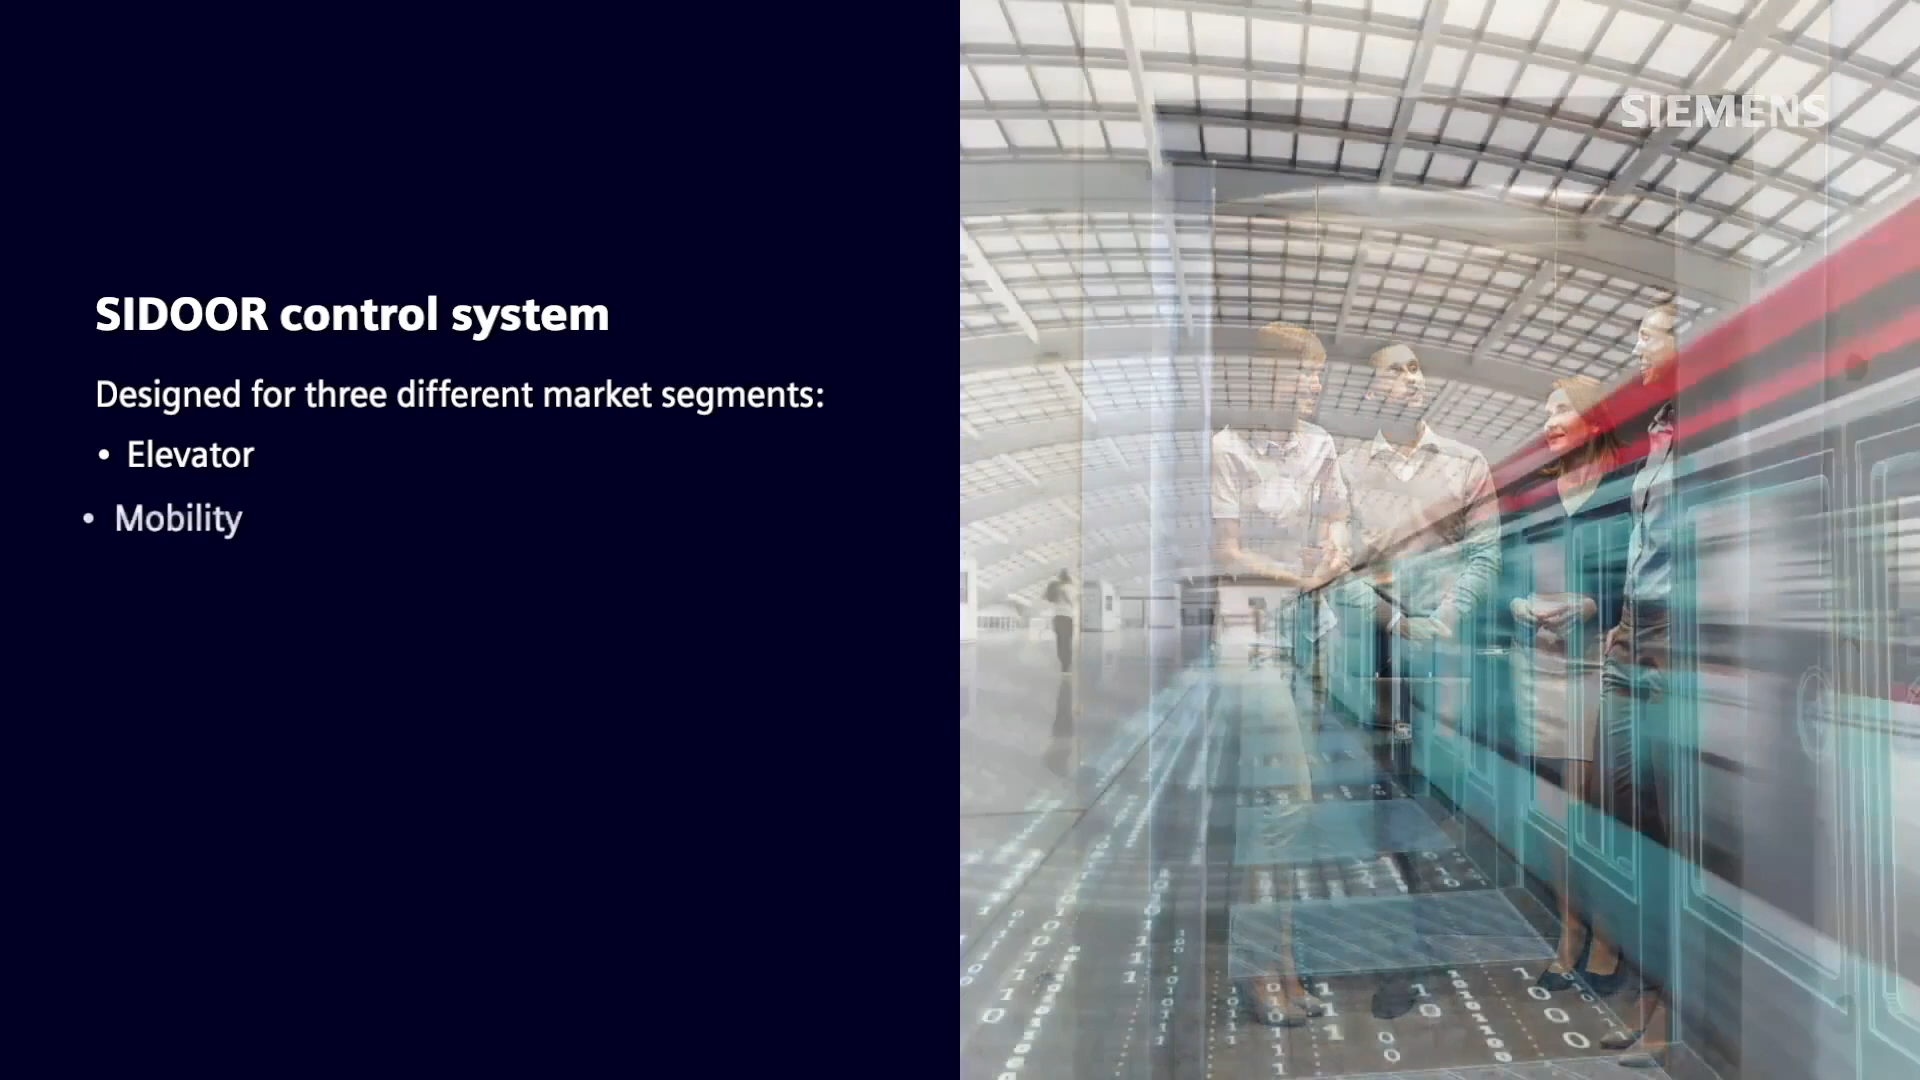 SIEMENS
SIDOOR control system
Designed for three different market segments:
• Elevator
• Mobility